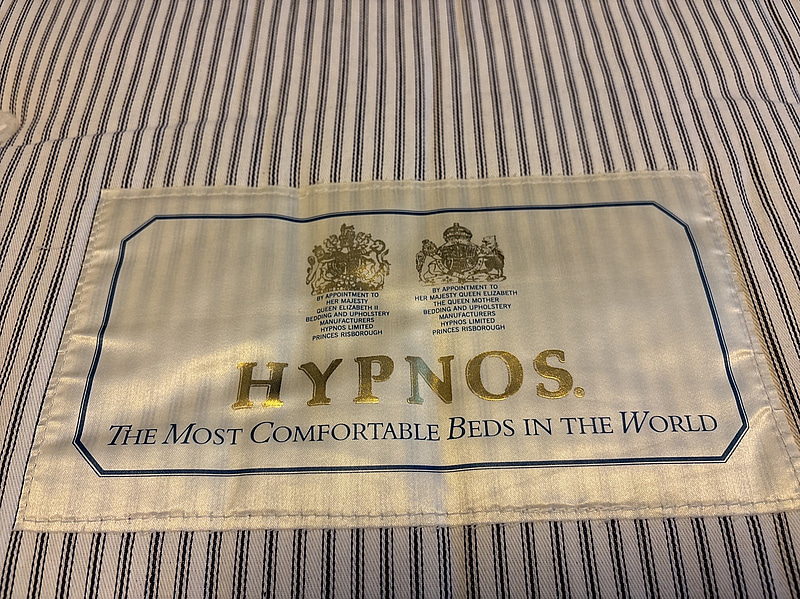 BY APPOINTMENT TO
HER MAJESTY
QUEEN ELIZABETH II
BEDDING AND UPHOLSTERY
MANUFACTURERS
HYPNOS LIMITED
PRINCES RISBOROUGH
BY APPOINTMENT TO
HER MAJESTY QUEEN ELIZABETH
THE QUEEN MOTHER
BEDDING AND UPHOLSTERY
MANUFACTURERS
HYPNOS LIMITED
PRINCES RISBOROUGH
HYPNOS.
THE MOST COMFORTABLE BEDS IN THE WORLD